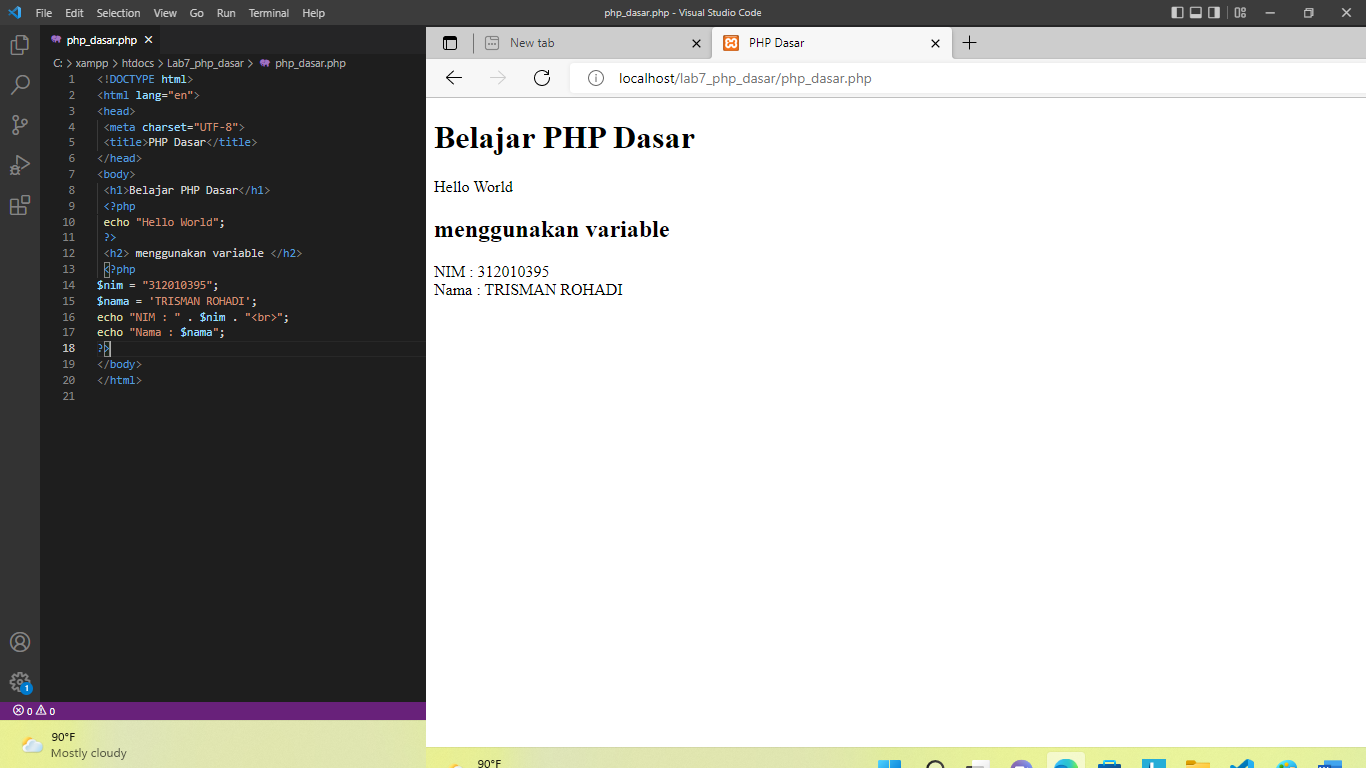 File Edit Selection View Go Run Terminal Help
php_dasar.php - Visual Studio Code
php_dasar.php
C: > xampp > htdocs > Lab7_php_dasar > php_dasar.php
1 <!DOCTYPE html>
2 <html lang="en">
3 <head>
4 <meta charset="UTF-8">
5 <title>PHP Dasar</title>
6 </head>
7 <body>
8 <h1>Belajar PHP Dasar</h1>
9 <?php
10 echo "Hello World";
11 ?>
12 <h2> menggunakan variable </h2>
13 <?php
14 $nim = "312010395";
15 $nama = 'TRISMAN ROHADI';
16 echo "NIM : " . $nim . "<br>";
17 echo "Nama : $nama";
18 ?>
19 </body>
20 </html>
21
1
0 0
90°F
Mostly cloudy
New tab
PHP Dasar
localhost/lab7_php_dasar/php_dasar.php
Belajar PHP Dasar
Hello World
menggunakan variable
NIM : 312010395
Nama : TRISMAN ROHADI
90°F